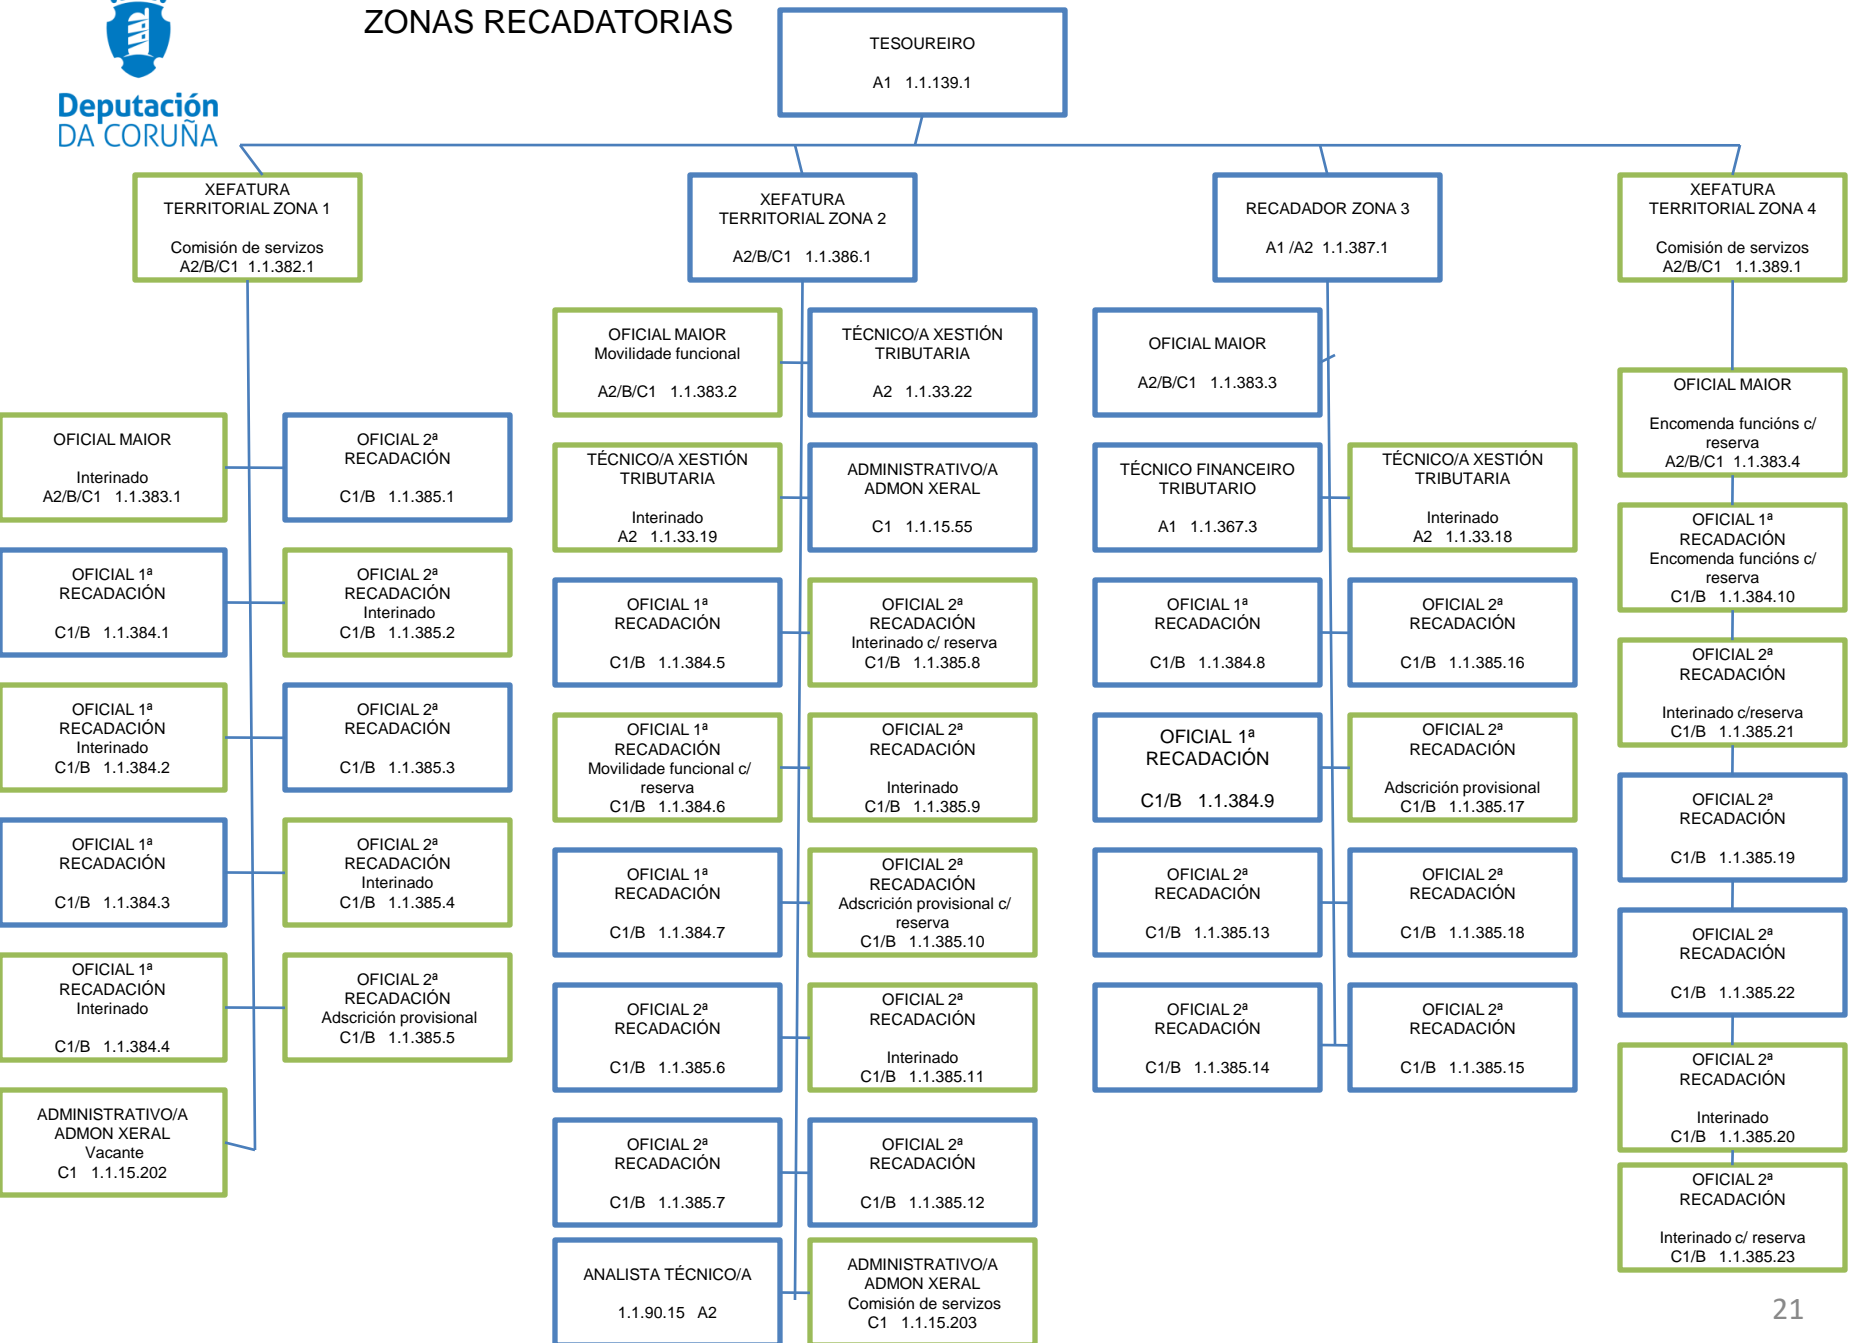 Deputación
DA CORUÑA
ZONAS RECADATORIAS
TESOUREIRO
A1 1.1.139.1
XEFATURA
TERRITORIAL ZONA 1
Comisión de servizos
A2/B/C1 1.1.382.1
XEFATURA
TERRITORIAL ZONA 2
A2/B/C1 1.1.386.1
RECADADOR ZONA 3
A1 /A2 1.1.387.1
XEFATURA
TERRITORIAL ZONA 4
Comisión de servizos
A2/B/C1 1.1.389.1
OFICIAL MAIOR
Interinado
A2/B/C1 1.1.383.1
OFICIAL 2ª
RECADACIÓN
C1/B 1.1.385.1
OFICIAL 1ª
RECADACIÓN
C1/B 1.1.384.1
OFICIAL 2ª
RECADACIÓN
Interinado
C1/B 1.1.385.2
OFICIAL 1ª
RECADACIÓN
Interinado
C1/B 1.1.384.2
OFICIAL 2ª
RECADACIÓN
C1/B 1.1.385.3
OFICIAL 1ª
RECADACIÓN
C1/B 1.1.384.3
OFICIAL 2ª
RECADACIÓN
Interinado
C1/B 1.1.385.4
OFICIAL 1ª
RECADACIÓN
Interinado
C1/B 1.1.384.4
OFICIAL 2ª
RECADACIÓN
Adscrición provisional
C1/B 1.1.385.5
ADMINISTRATIVO/A
ADMON XERAL
Vacante
C1 1.1.15.202
OFICIAL MAIOR
Movilidade funcional
A2/B/C1 1.1.383.2
TÉCNICO/A XESTIÓN
TRIBUTARIA
A2 1.1.33.22
TÉCNICO/A XESTIÓN
TRIBUTARIA
Interinado
A2 1.1.33.19
ADMINISTRATIVO/A
ADMON XERAL
C1 1.1.15.55
OFICIAL 1ª
RECADACIÓN
C1/B 1.1.384.5
OFICIAL 2ª
RECADACIÓN
Interinado c/ reserva
C1/B 1.1.385.8
OFICIAL 1ª
RECADACIÓN
Movilidade funcional c/
reserva
C1/B 1.1.384.6
OFICIAL 2ª
RECADACIÓN
Interinado
C1/B 1.1.385.9
OFICIAL 1ª
RECADACIÓN
C1/B 1.1.384.7
OFICIAL 2ª
RECADACIÓN
Adscrición provisional c/
reserva
C1/B 1.1.385.10
OFICIAL 2ª
RECADACIÓN
C1/B 1.1.385.6
OFICIAL 2ª
RECADACIÓN
Interinado
C1/B 1.1.385.11
OFICIAL 2ª
RECADACIÓN
C1/B 1.1.385.7
OFICIAL 2ª
RECADACIÓN
C1/B 1.1.385.12
ANALISTA TÉCNICO/A
1.1.90.15 A2
ADMINISTRATIVO/A
ADMON XERAL
Comisión de servizos
C1 1.1.15.203
OFICIAL MAIOR
A2/B/C1 1.1.383.3
TÉCNICO FINANCEIRO
TRIBUTARIO
A1 1.1.367.3
TÉCNICO/A XESTIÓN
TRIBUTARIA
Interinado
A2 1.1.33.18
OFICIAL 1ª
RECADACIÓN
C1/B 1.1.384.8
OFICIAL 2ª
RECADACIÓN
C1/B 1.1.385.16
OFICIAL 1ª
RECADACIÓN
C1/B 1.1.384.9
OFICIAL 2ª
RECADACIÓN
Adscrición provisional
C1/B 1.1.385.17
OFICIAL 2ª
RECADACIÓN
C1/B 1.1.385.13
OFICIAL 2ª
RECADACIÓN
C1/B 1.1.385.18
OFICIAL 2ª
RECADACIÓN
C1/B 1.1.385.14
OFICIAL 2ª
RECADACIÓN
C1/B 1.1.385.15
OFICIAL MAIOR
Encomenda funcións c/
reserva
A2/B/C1 1.1.383.4
OFICIAL 1ª
RECADACIÓN
Encomenda funcións c/
reserva
C1/B 1.1.384.10
OFICIAL 2ª
RECADACIÓN
Interinado c/reserva
C1/B 1.1.385.21
OFICIAL 2ª
RECADACIÓN
C1/B 1.1.385.19
OFICIAL 2ª
RECADACIÓN
C1/B 1.1.385.22
OFICIAL 2ª
RECADACIÓN
Interinado
C1/B 1.1.385.20
OFICIAL 2ª
RECADACIÓN
Interinado c/ reserva
C1/B 1.1.385.23
21